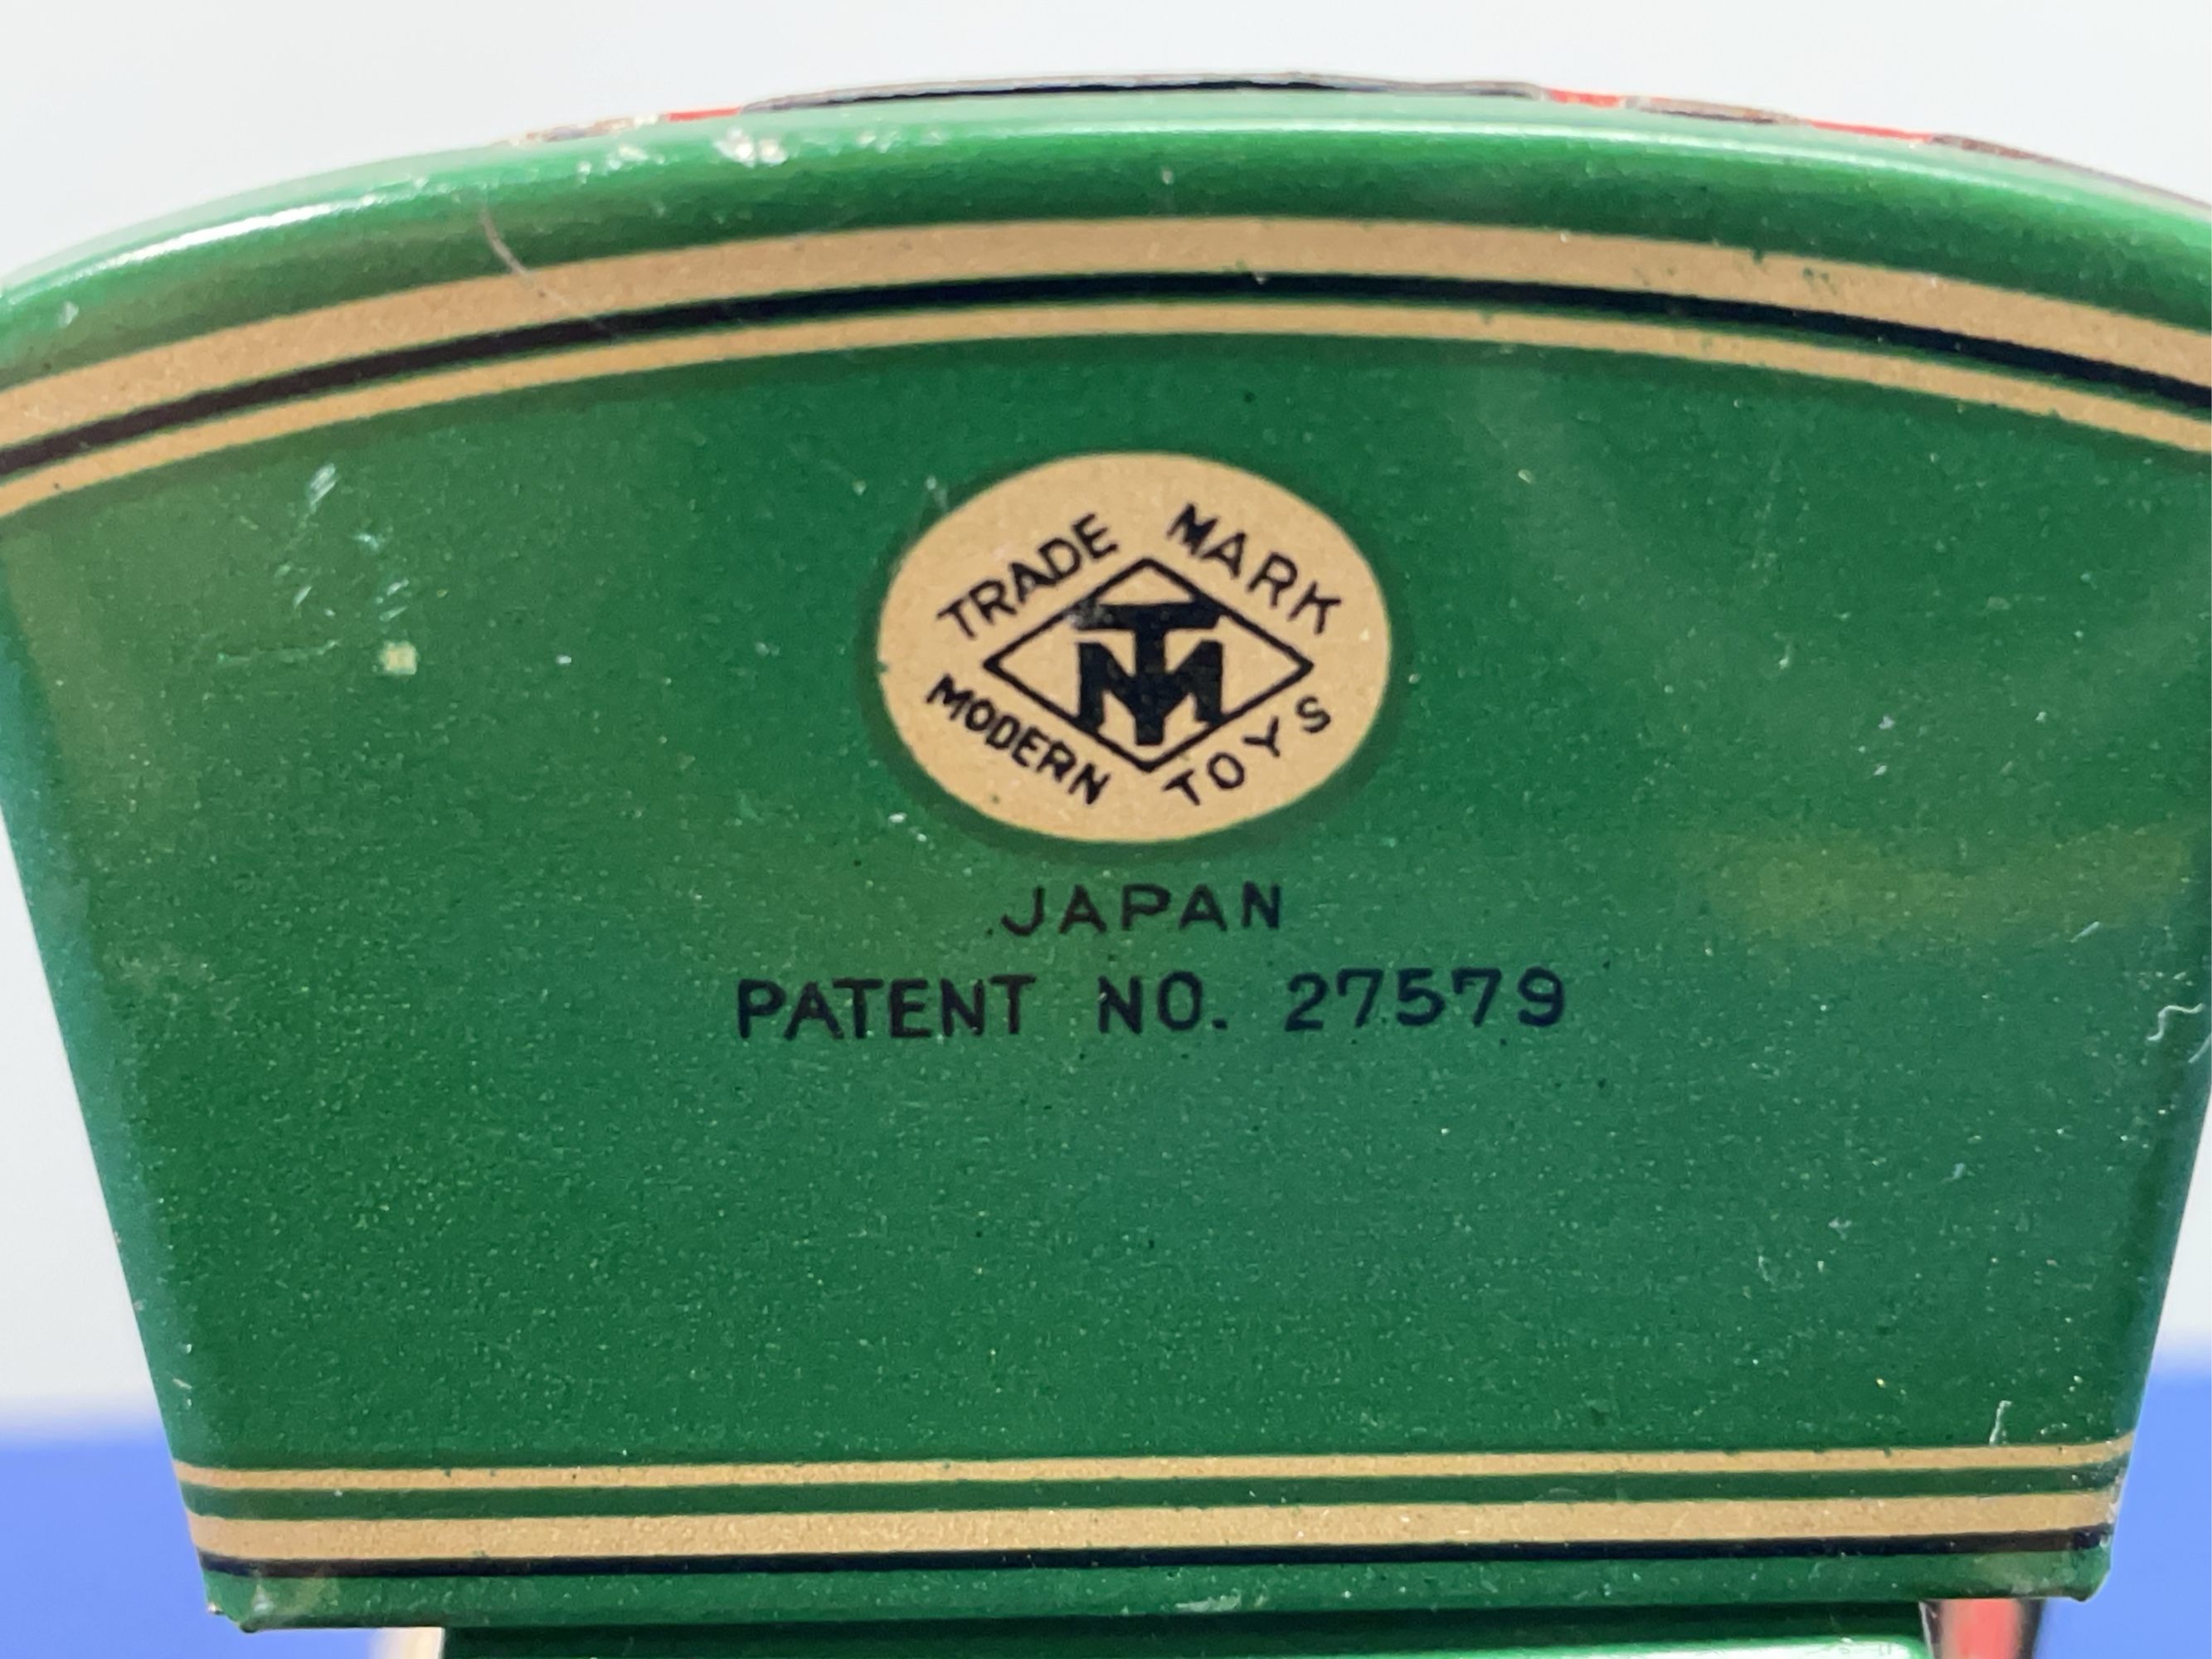 TRADE MARK
TM
MODERN TOYS
JAPAN
PATENT NO. 27579